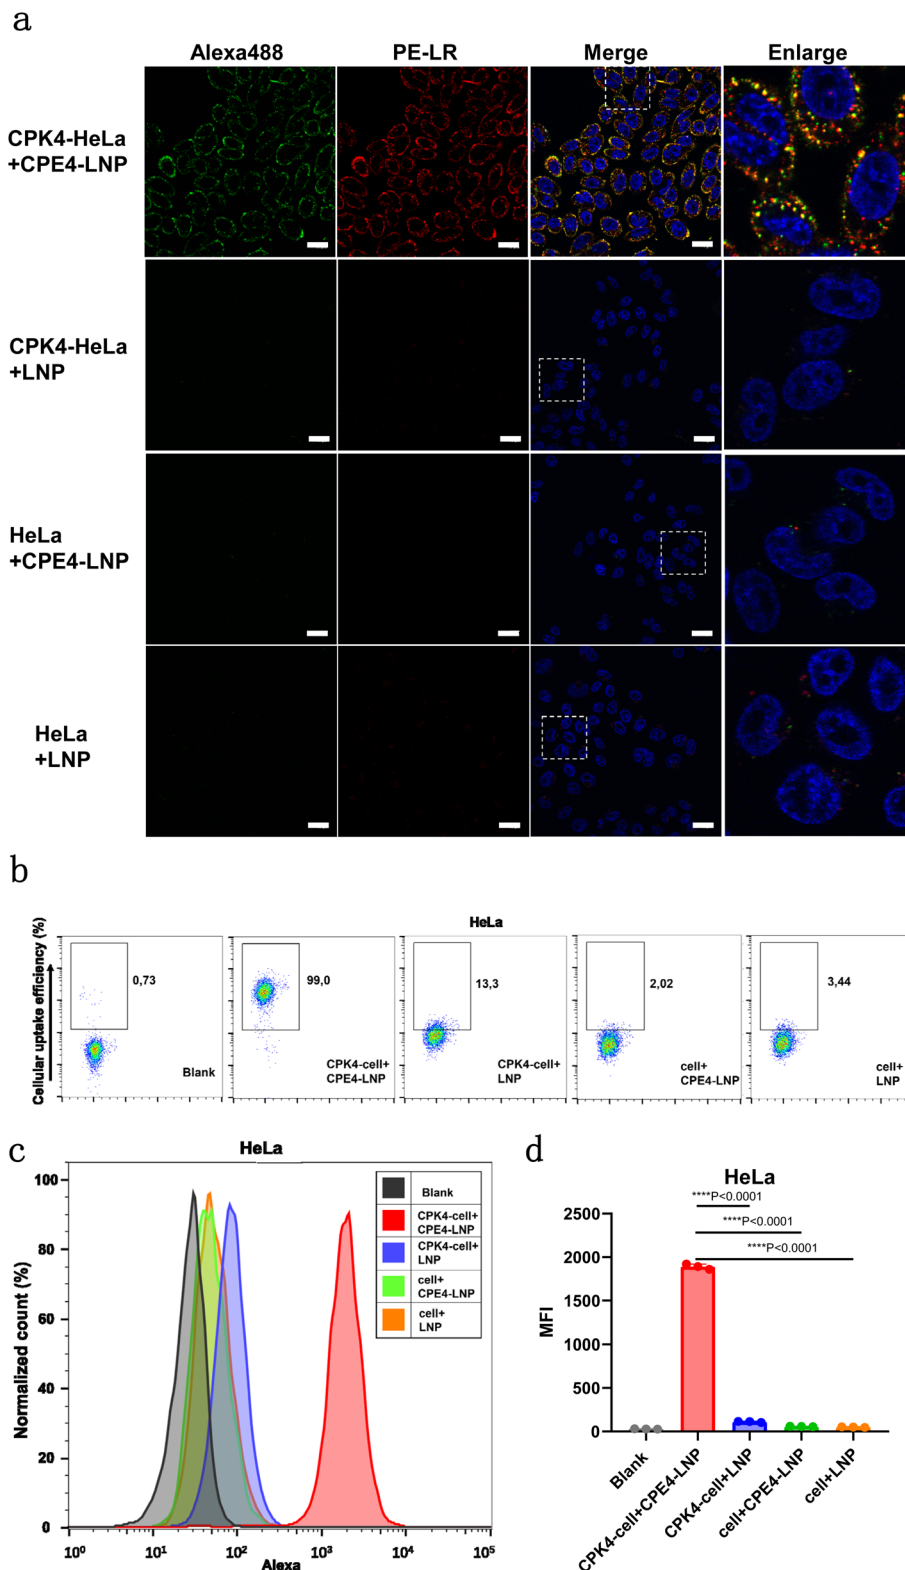 a
Alexa488 PE-LR Merge Enlarge
CPK4-HeLa
+CPE4-LNP
CPK4-HeLa
+LNP
HeLa
+CPE4-LNP
HeLa
+LNP
b
HeLa
Cellular uptake efficiency (%)
0,73
Blank
99,0
CPK4-cell+
CPE4-LNP
13,3
CPK4-cell+
LNP
2,02
cell+
CPE4-LNP
3,44
cell+
LNP
c
HeLa
Normalized count (%)
100
80
60
40
20
0
10⁰ 10¹ 10² 10³ 10⁴ 10⁵
Alexa
Blank
CPK4-cell+
CPE4-LNP
CPK4-cell+
LNP
cell+
CPE4-LNP
cell+
LNP
d
HeLa
****P<0.0001
****P<0.0001
****P<0.0001
MFI
2500
2000
1500
1000
500
0
Blank
CPK4-cell+CPE4-LNP
CPK4-cell+LNP
cell+CPE4-LNP
cell+LNP